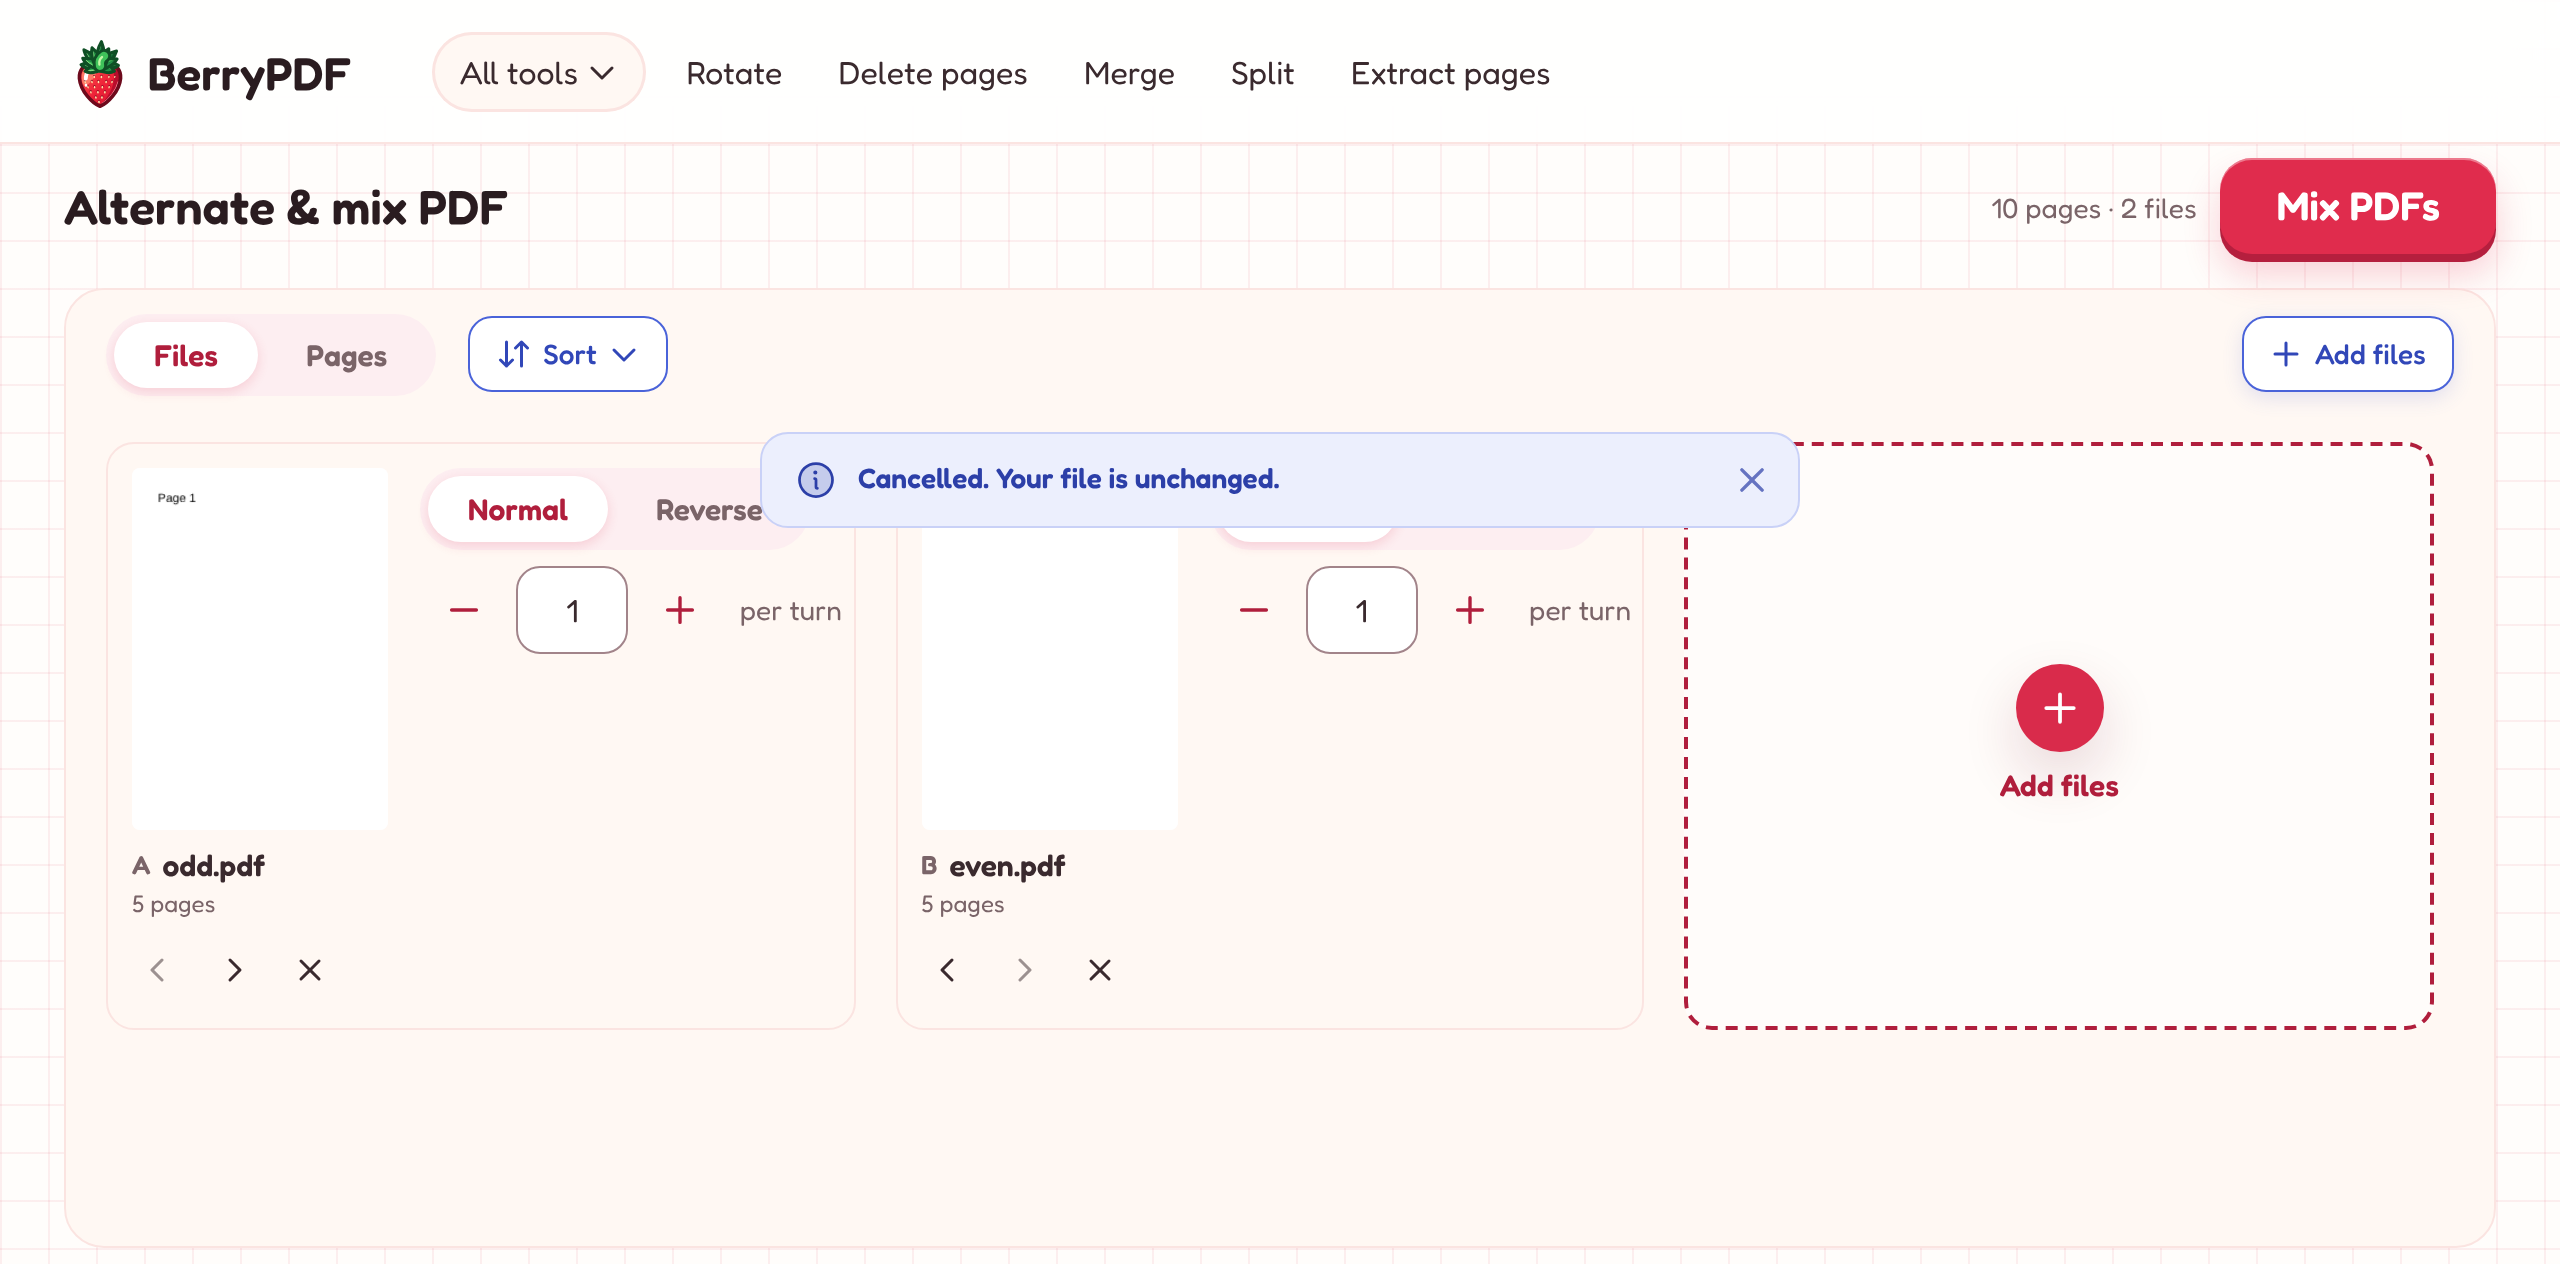 BerryPDF
All tools
Rotate
Delete pages
Merge
Split
Extract pages
Alternate & mix PDF
10 pages · 2 files
Mix PDFs
Files
Pages
Sort
Add files
Cancelled. Your file is unchanged.
Page 1
Normal
Reverse
1
per turn
A odd.pdf
5 pages
1
per turn
B even.pdf
5 pages
Add files